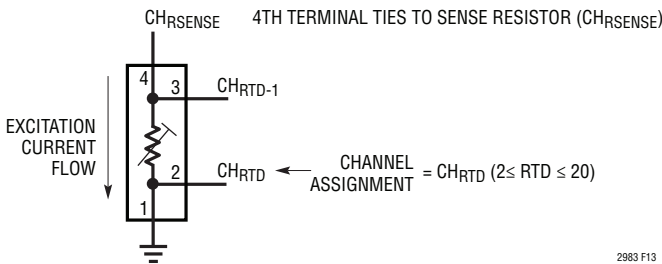 CHRSENSE 4TH TERMINAL TIES TO SENSE RESISTOR (CHRSENSE)
4
3 CHRTD-1
EXCITATION
CURRENT
FLOW
2 CHRTD
CHANNEL
ASSIGNMENT = CHRTD (2≤ RTD ≤ 20)
1
2983 F13